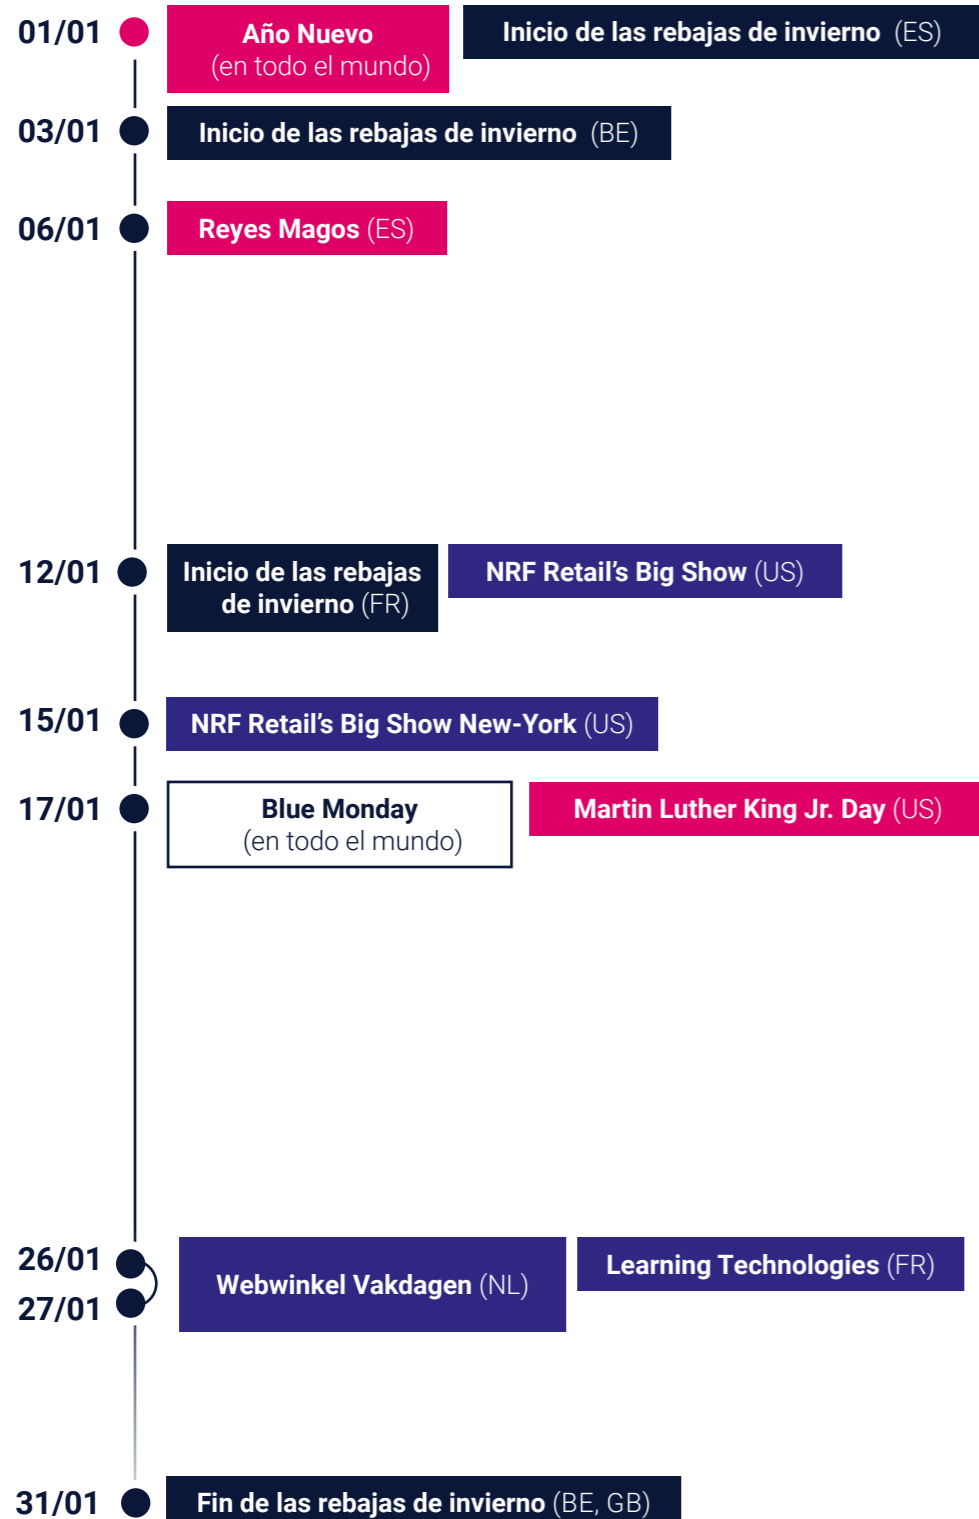 01/01
Año Nuevo
(en todo el mundo)
Inicio de las rebajas de invierno (ES)
03/01
Inicio de las rebajas de invierno (BE)
06/01
Reyes Magos (ES)
12/01
Inicio de las rebajas
de invierno (FR)
NRF Retail's Big Show (US)
15/01
NRF Retail's Big Show New-York (US)
17/01
Blue Monday
(en todo el mundo)
Martin Luther King Jr. Day (US)
26/01
27/01
Webwinkel Vakdagen (NL)
Learning Technologies (FR)
31/01
Fin de las rebajas de invierno (BE, GB)